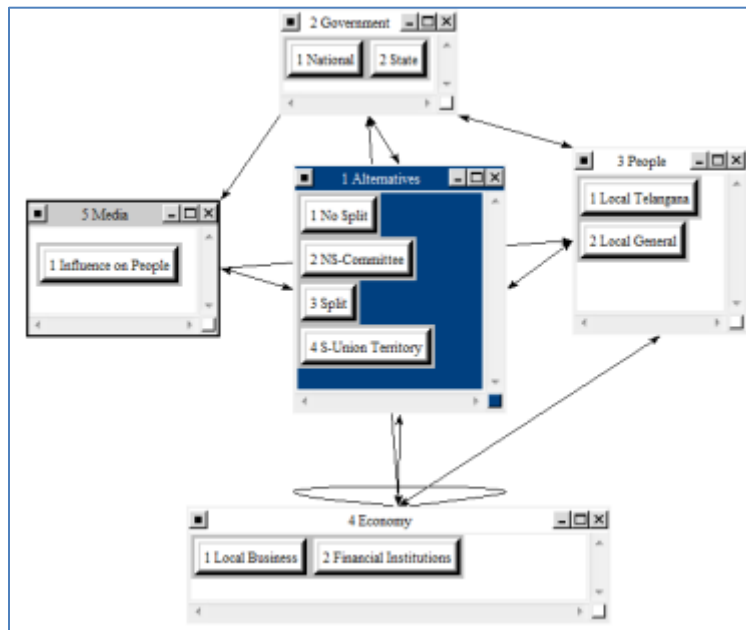 2 Government
1 National
2 State
3 People
1 Local Telangana
2 Local General
1 Alternatives
1 No Split
2 NS-Committee
3 Split
4 S-Union Territory
5 Media
1 Influence on People
4 Economy
1 Local Business
2 Financial Institutions